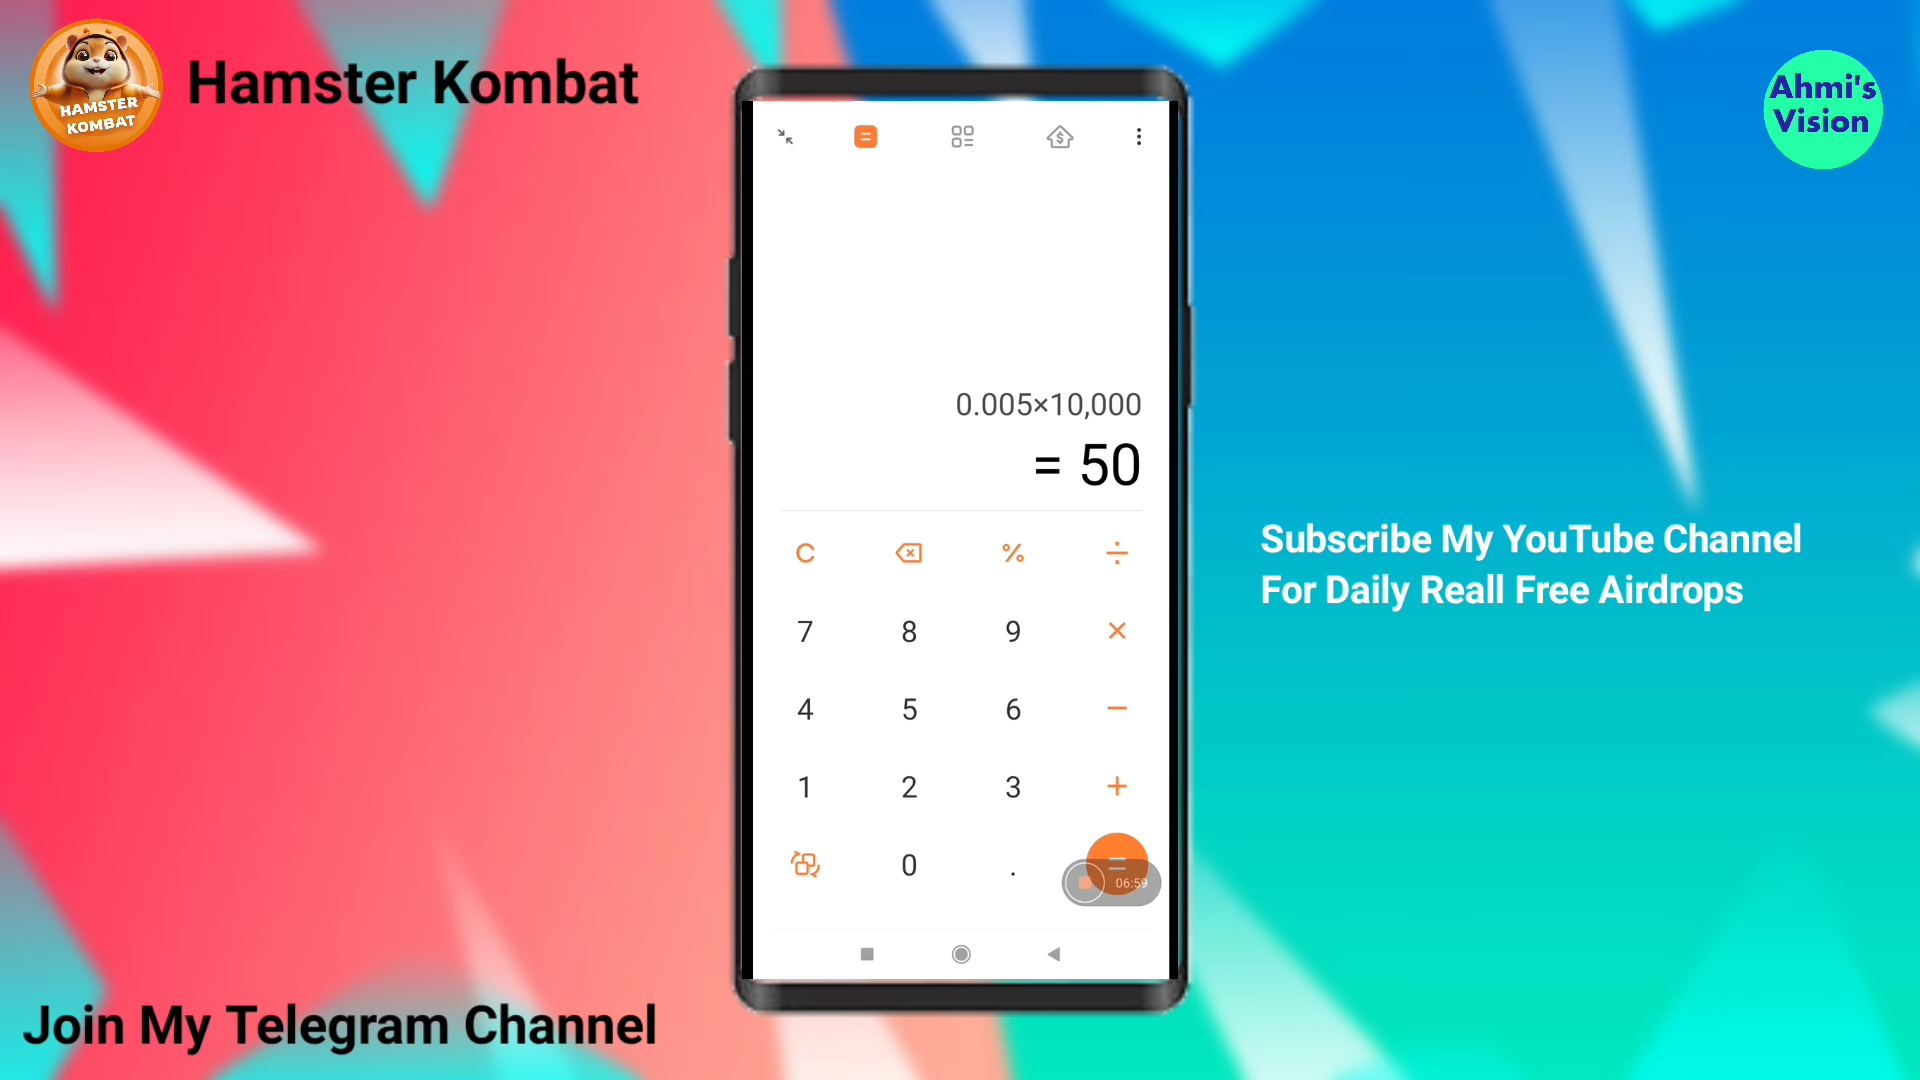 HAMSTER
KOMBAT
Hamster Kombat
Ahmi's
Vision
0.005×10,000
= 50
C % ÷
7 8 9 ×
4 5 6 −
1 2 3 +
0 . =
06:59
Subscribe My YouTube Channel
For Daily Reall Free Airdrops
Join My Telegram Channel